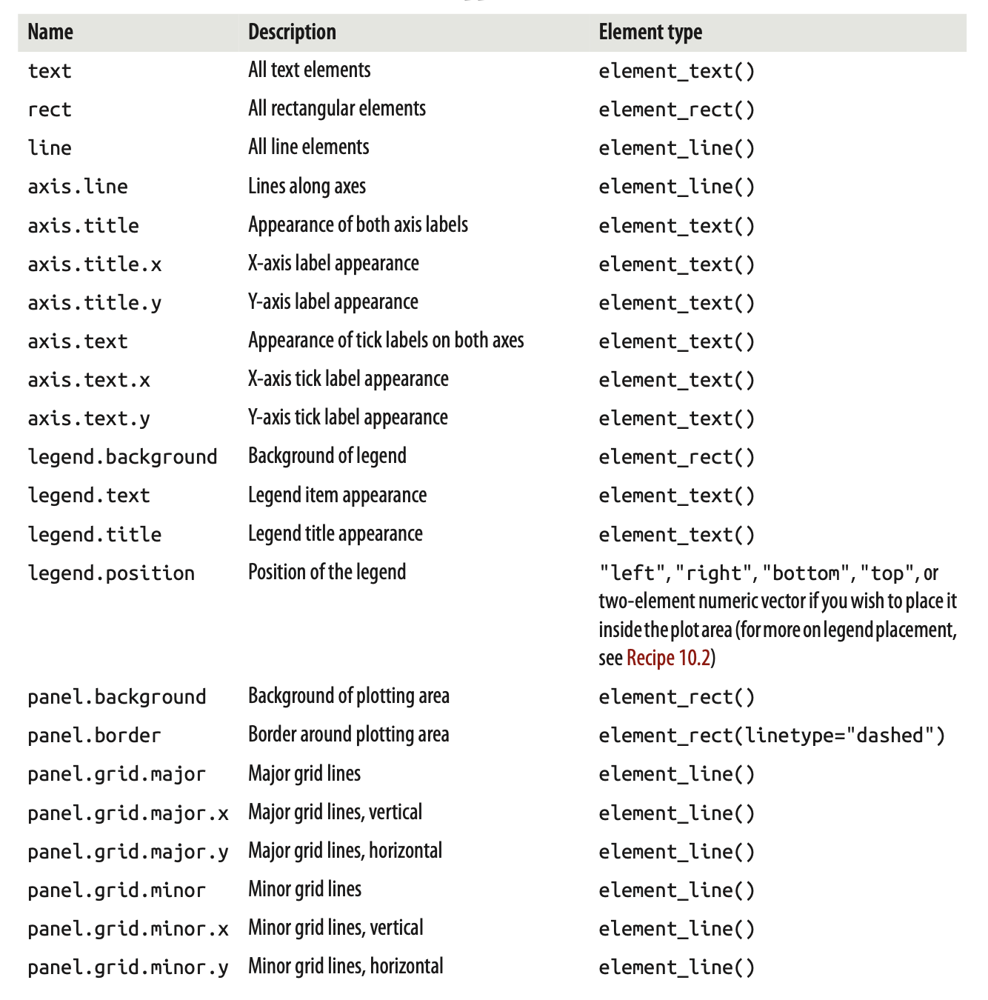 Name Description Element type
text All text elements element_text()
rect All rectangular elements element_rect()
line All line elements element_line()
axis.line Lines along axes element_line()
axis.title Appearance of both axis labels element_text()
axis.title.x X-axis label appearance element_text()
axis.title.y Y-axis label appearance element_text()
axis.text Appearance of tick labels on both axes element_text()
axis.text.x X-axis tick label appearance element_text()
axis.text.y Y-axis tick label appearance element_text()
legend.background Background of legend element_rect()
legend.text Legend item appearance element_text()
legend.title Legend title appearance element_text()
legend.position Position of the legend "left", "right", "bottom", "top", or
two-element numeric vector if you wish to place it
inside the plot area (for more on legend placement,
see Recipe 10.2)
panel.background Background of plotting area element_rect()
panel.border Border around plotting area element_rect(linetype="dashed")
panel.grid.major Major grid lines element_line()
panel.grid.major.x Major grid lines, vertical element_line()
panel.grid.major.y Major grid lines, horizontal element_line()
panel.grid.minor Minor grid lines element_line()
panel.grid.minor.x Minor grid lines, vertical element_line()
panel.grid.minor.y Minor grid lines, horizontal element_line()